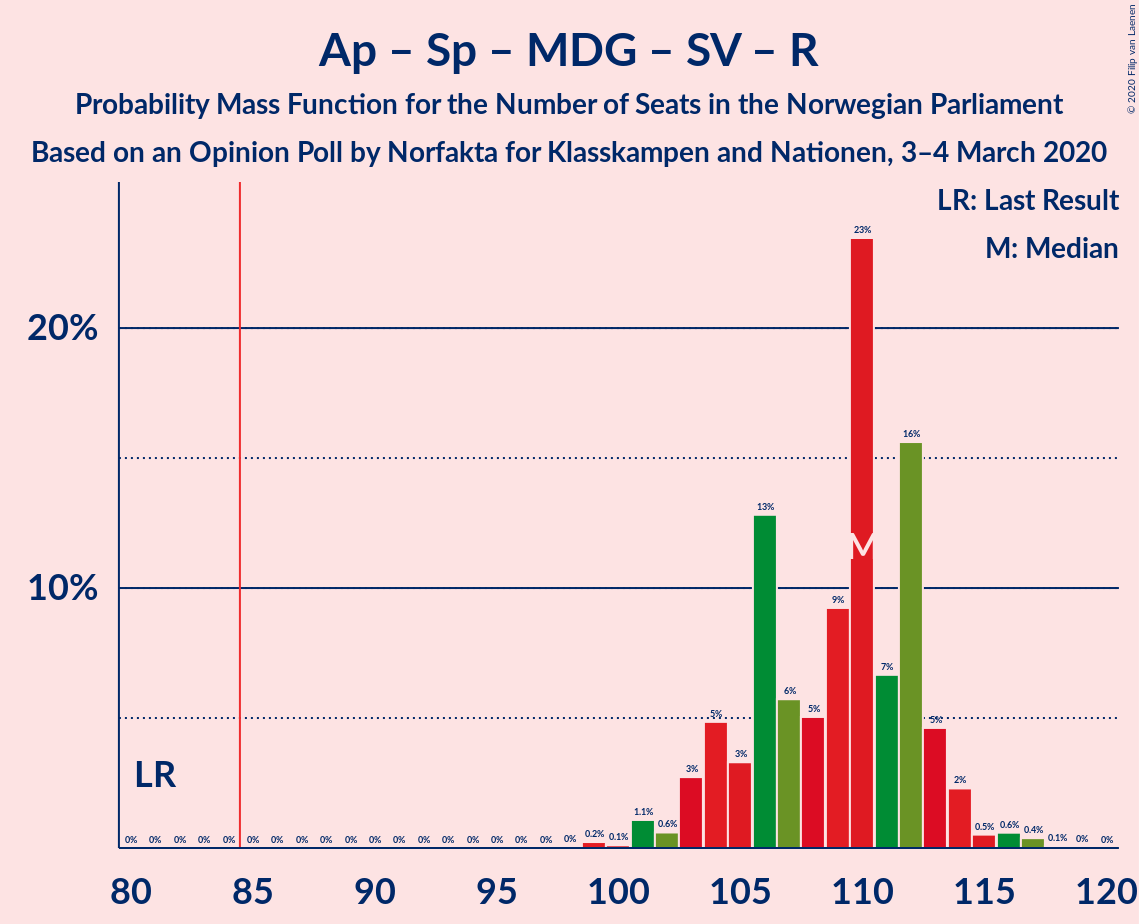 Ap – Sp – MDG – SV – R
Probability Mass Function for the Number of Seats in the Norwegian Parliament
Based on an Opinion Poll by Norfakta for Klasskampen and Nationen, 3–4 March 2020
© 2020 Filip van Laenen
LR: Last Result
M: Median
23%
20%
16%
13%
M
10%
9%
7%
6%
5% 5% 5%
3% 3% 2%
LR
1.1% 0.6% 0.5% 0.6% 0.4%
0% 0% 0% 0% 0% 0% 0% 0% 0% 0% 0% 0% 0% 0% 0% 0% 0% 0% 0% 0.2% 0.1% 0.1% 0% 0%
80 85 90 95 100 105 110 115 120